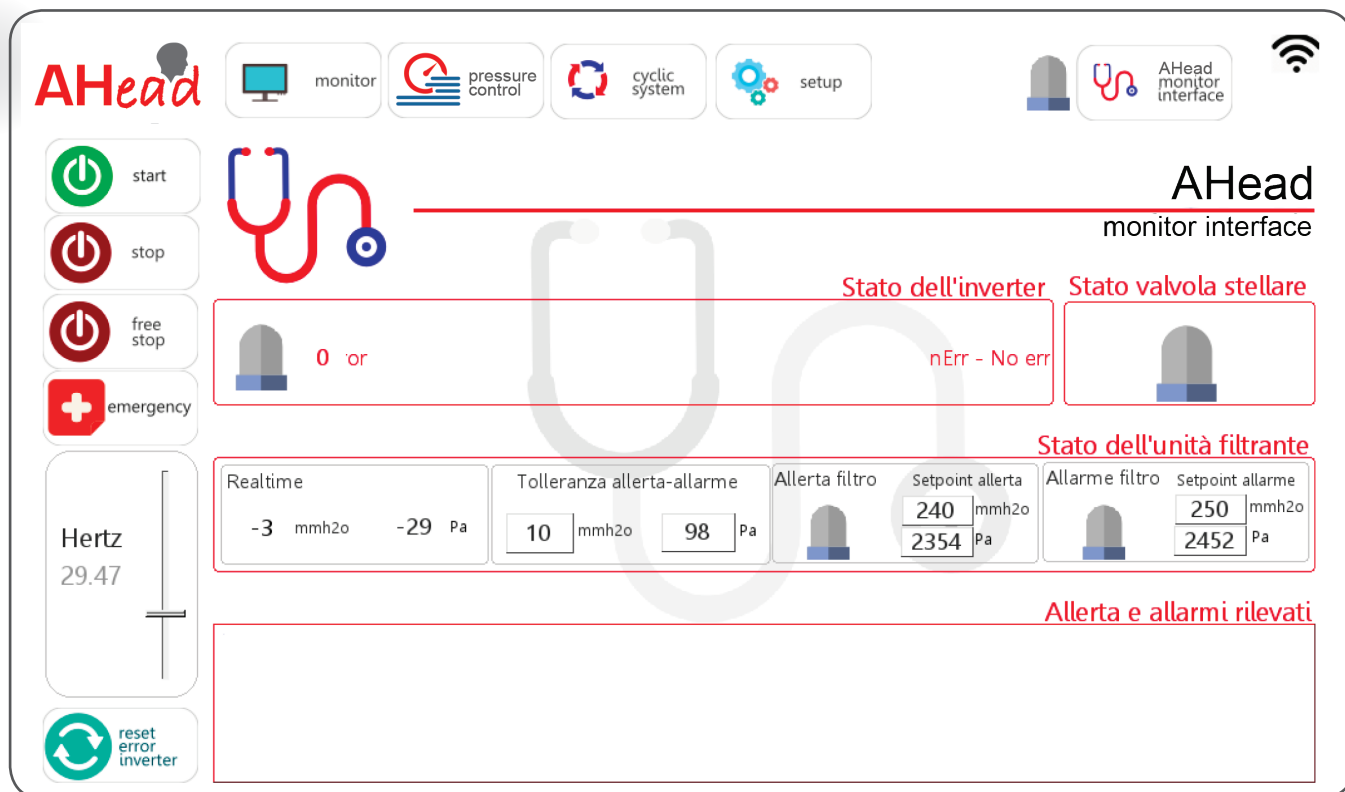 AHead
monitor
pressure
control
cyclic
system
setup
AHead
monitor
interface
start
stop
free
stop
emergency
Hertz
29.47
reset
error
inverter
AHead
monitor interface
Stato dell'inverter
0 or
nErr - No err
Stato valvola stellare
Stato dell'unità filtrante
Realtime
-3 mmh2o -29 Pa
Tolleranza allerta-allarme
10 mmh2o 98 Pa
Allerta filtro
Setpoint allerta
240 mmh2o
2354 Pa
Allarme filtro
Setpoint allarme
250 mmh2o
2452 Pa
Allerta e allarmi rilevati